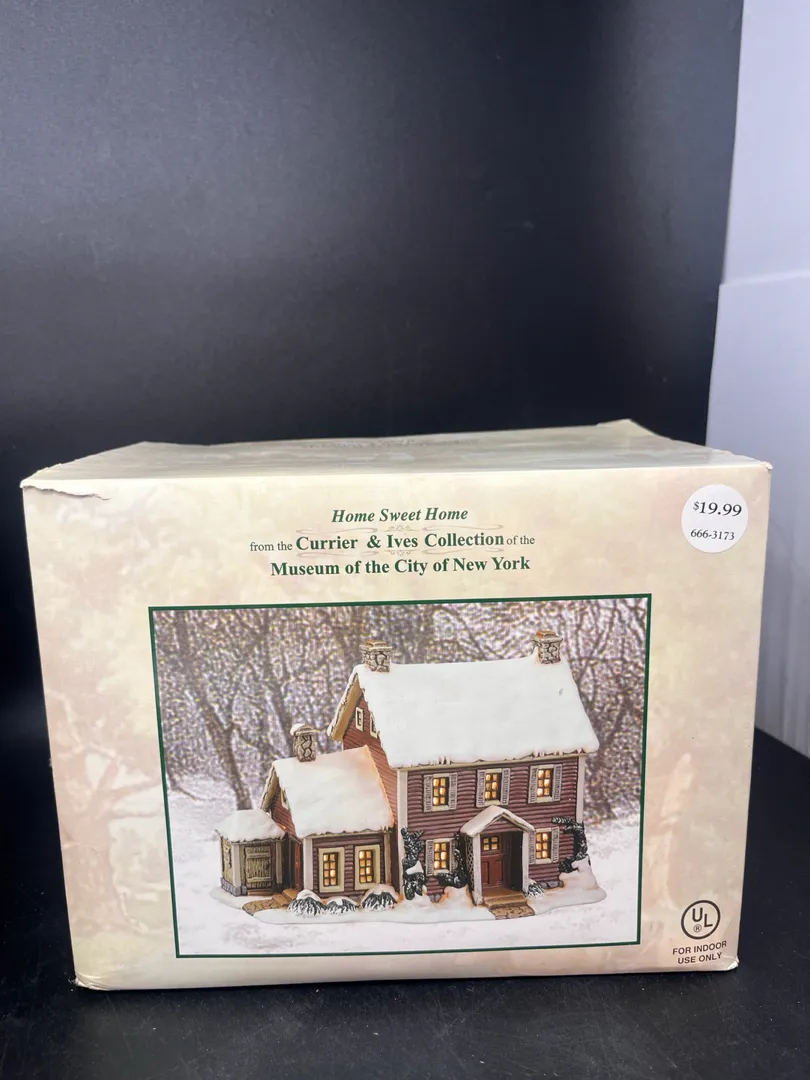 Home Sweet Home
from the Currier & Ives Collection of the
Museum of the City of New York
$19.99
666-3173
UL
®
FOR INDOOR
USE ONLY